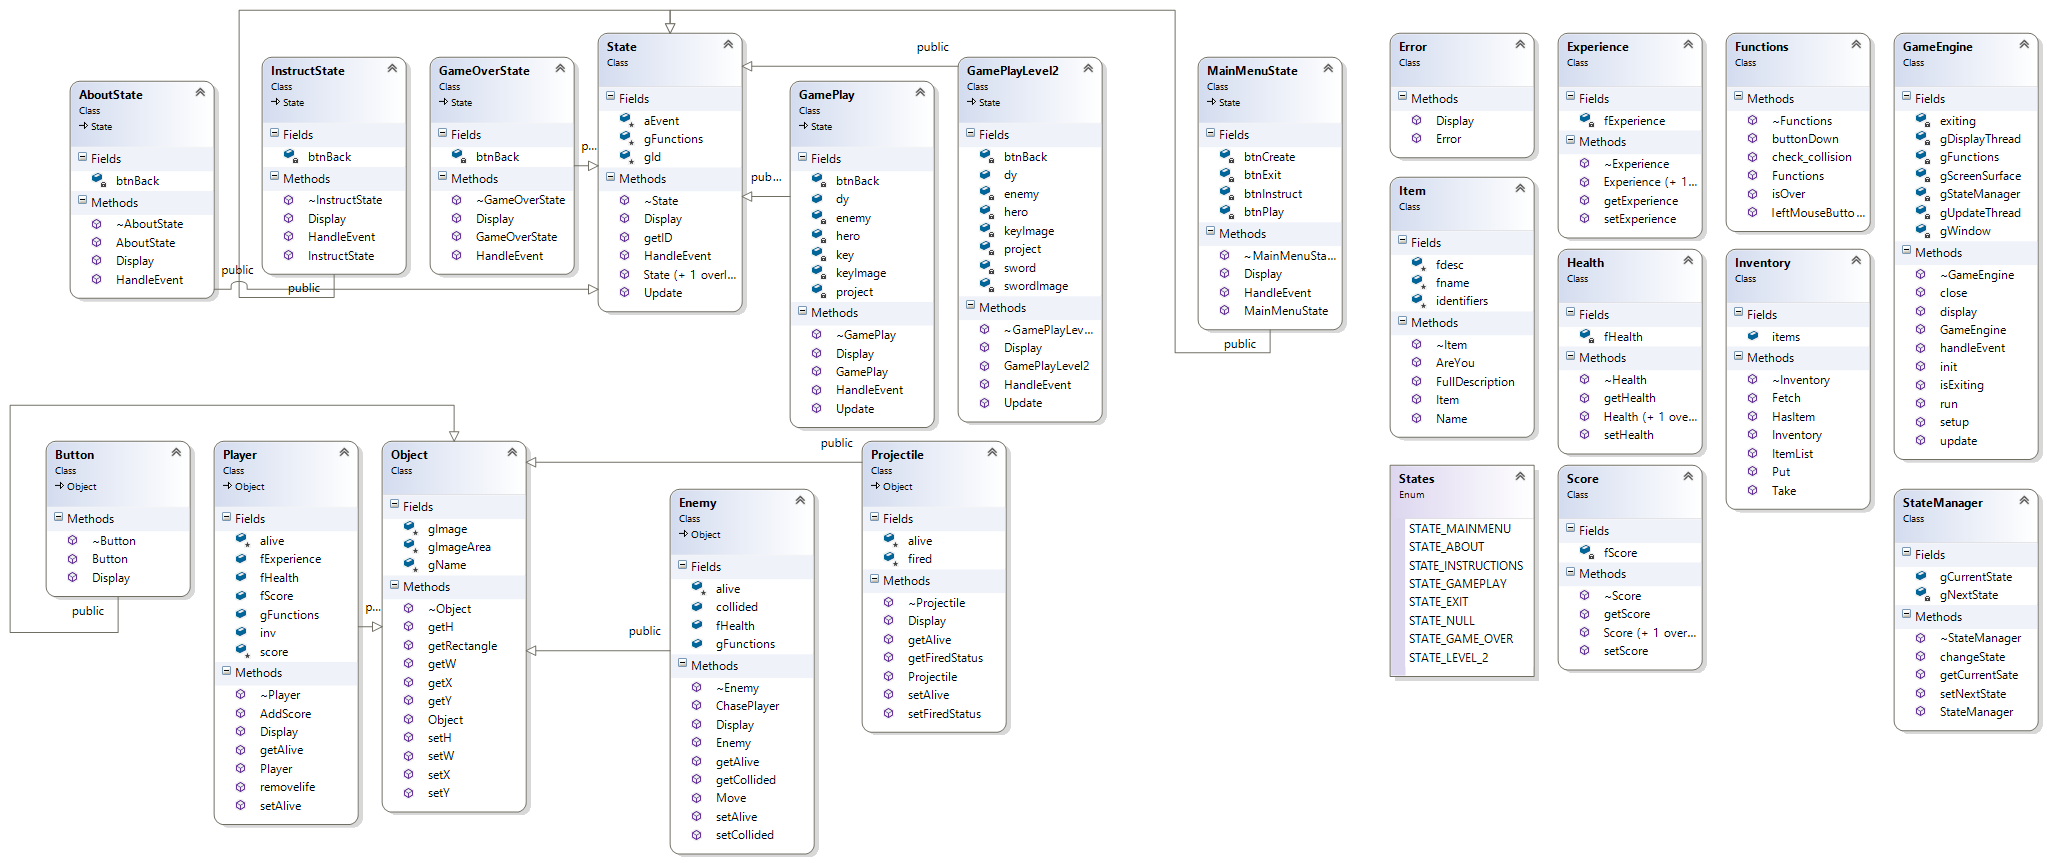 AboutState
Class
State
Fields
btnBack
Methods
~AboutState
AboutState
Display
HandleEvent
public
InstructState
Class
State
Fields
btnBack
Methods
~InstructState
Display
HandleEvent
InstructState
public
GameOverState
Class
State
Fields
btnBack
Methods
~GameOverState
Display
GameOverState
HandleEvent
p...
State
Class
Fields
aEvent
gFunctions
gId
Methods
~State
Display
getID
HandleEvent
State (+ 1 overl...
Update
pub...
GamePlay
Class
State
Fields
btnBack
dy
enemy
hero
key
keyImage
project
Methods
~GamePlay
Display
GamePlay
HandleEvent
Update
public
GamePlayLevel2
Class
State
Fields
btnBack
dy
enemy
hero
keyImage
project
sword
swordImage
Methods
~GamePlayLev...
Display
GamePlayLevel2
HandleEvent
Update
MainMenuState
Class
State
Fields
btnCreate
btnExit
btnInstruct
btnPlay
Methods
~MainMenuSta...
Display
HandleEvent
MainMenuState
public
Error
Class
Methods
Display
Error
Experience
Class
Fields
fExperience
Methods
~Experience
Experience (+ 1...
getExperience
setExperience
Functions
Class
Methods
~Functions
buttonDown
check_collision
Functions
isOver
leftMouseButto...
GameEngine
Class
Fields
exiting
gDisplayThread
gFunctions
gScreenSurface
gStateManager
gUpdateThread
gWindow
Methods
~GameEngine
close
display
GameEngine
handleEvent
init
isExiting
run
setup
update
Item
Class
Fields
fdesc
fname
identifiers
Methods
~Item
AreYou
FullDescription
Item
Name
Health
Class
Fields
fHealth
Methods
~Health
getHealth
Health (+ 1 ove...
setHealth
Inventory
Class
Fields
items
Methods
~Inventory
Fetch
HasItem
Inventory
ItemList
Put
Take
Button
Class
Object
Methods
~Button
Button
Display
public
Player
Class
Object
Fields
alive
fExperience
fHealth
fScore
gFunctions
inv
score
Methods
~Player
AddScore
Display
getAlive
Player
removelife
setAlive
p...
Object
Class
Fields
gImage
gImageArea
gName
Methods
~Object
getH
getRectangle
getW
getX
getY
Object
setH
setW
setX
setY
public
Enemy
Class
Object
Fields
alive
collided
fHealth
gFunctions
Methods
~Enemy
ChasePlayer
Display
Enemy
getAlive
getCollided
Move
setAlive
setCollided
public
Projectile
Class
Object
Fields
alive
fired
Methods
~Projectile
Display
getAlive
getFiredStatus
Projectile
setAlive
setFiredStatus
States
Enum
STATE_MAINMENU
STATE_ABOUT
STATE_INSTRUCTIONS
STATE_GAMEPLAY
STATE_EXIT
STATE_NULL
STATE_GAME_OVER
STATE_LEVEL_2
Score
Class
Fields
fScore
Methods
~Score
getScore
Score (+ 1 over...
setScore
StateManager
Class
Fields
gCurrentState
gNextState
Methods
~StateManager
changeState
getCurrentSate
setNextState
StateManager